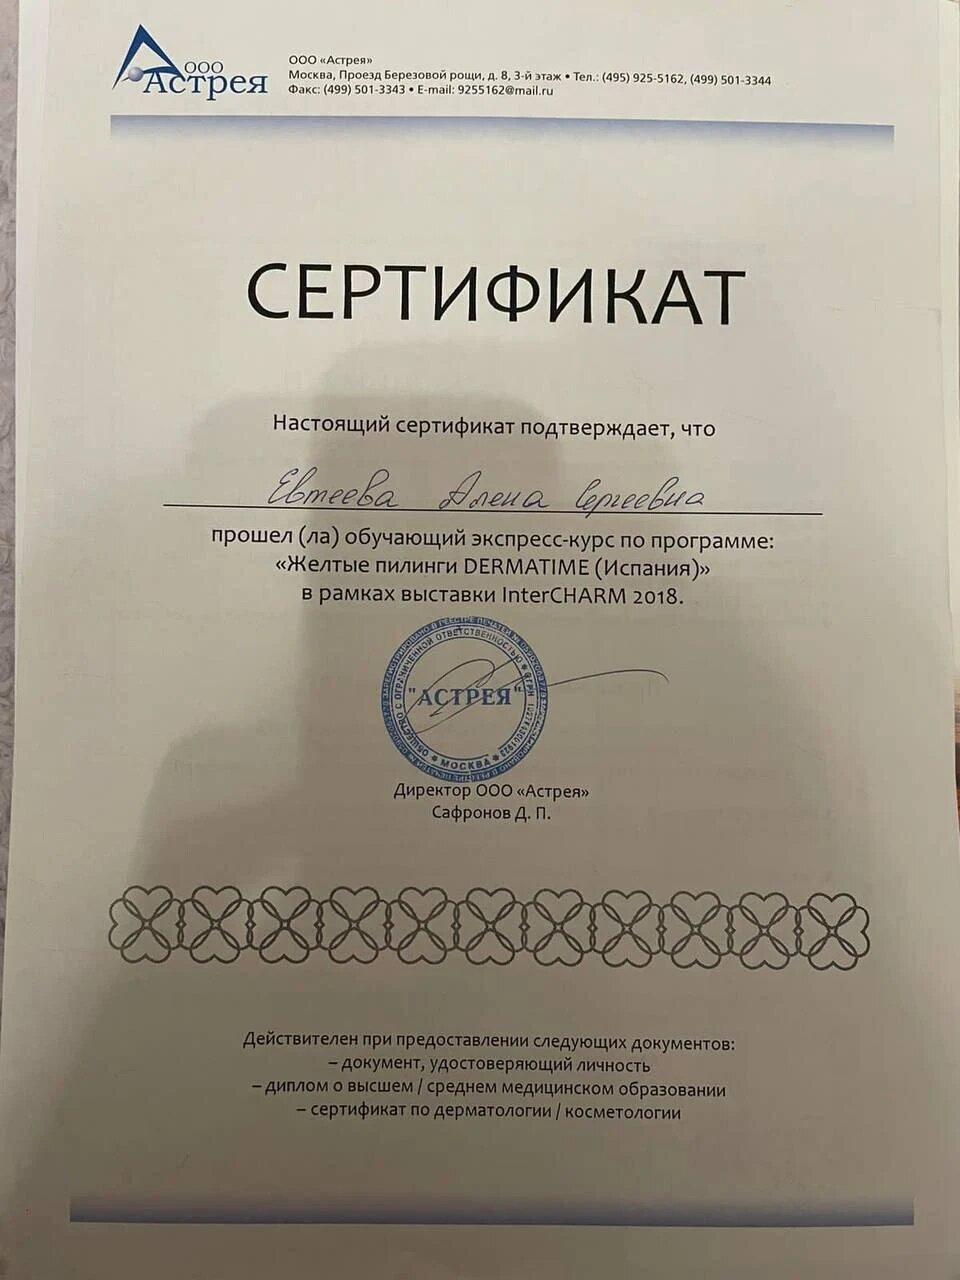 ООО
Астрея
ООО «Астрея»
Москва, Проезд Березовой рощи, д. 8, 3-й этаж • Тел.: (495) 925-5162, (499) 501-3344
Факс: (499) 501-3343 • E-mail: 9255162@mail.ru
СЕРТИФИКАТ
Настоящий сертификат подтверждает, что
Евтеева Алена Сергеевна
прошел (ла) обучающий экспресс-курс по программе:
«Желтые пилинги DERMATIME (Испания)»
в рамках выставки InterCHARM 2018.
ОБЩЕСТВО С ОГРАНИЧЕННОЙ ОТВЕТСТВЕННОСТЬЮ
"АСТРЕЯ"
* МОСКВА *
Директор ООО «Астрея»
Сафронов Д. П.
Действителен при предоставлении следующих документов:
– документ, удостоверяющий личность
– диплом о высшем / среднем медицинском образовании
– сертификат по дерматологии / косметологии